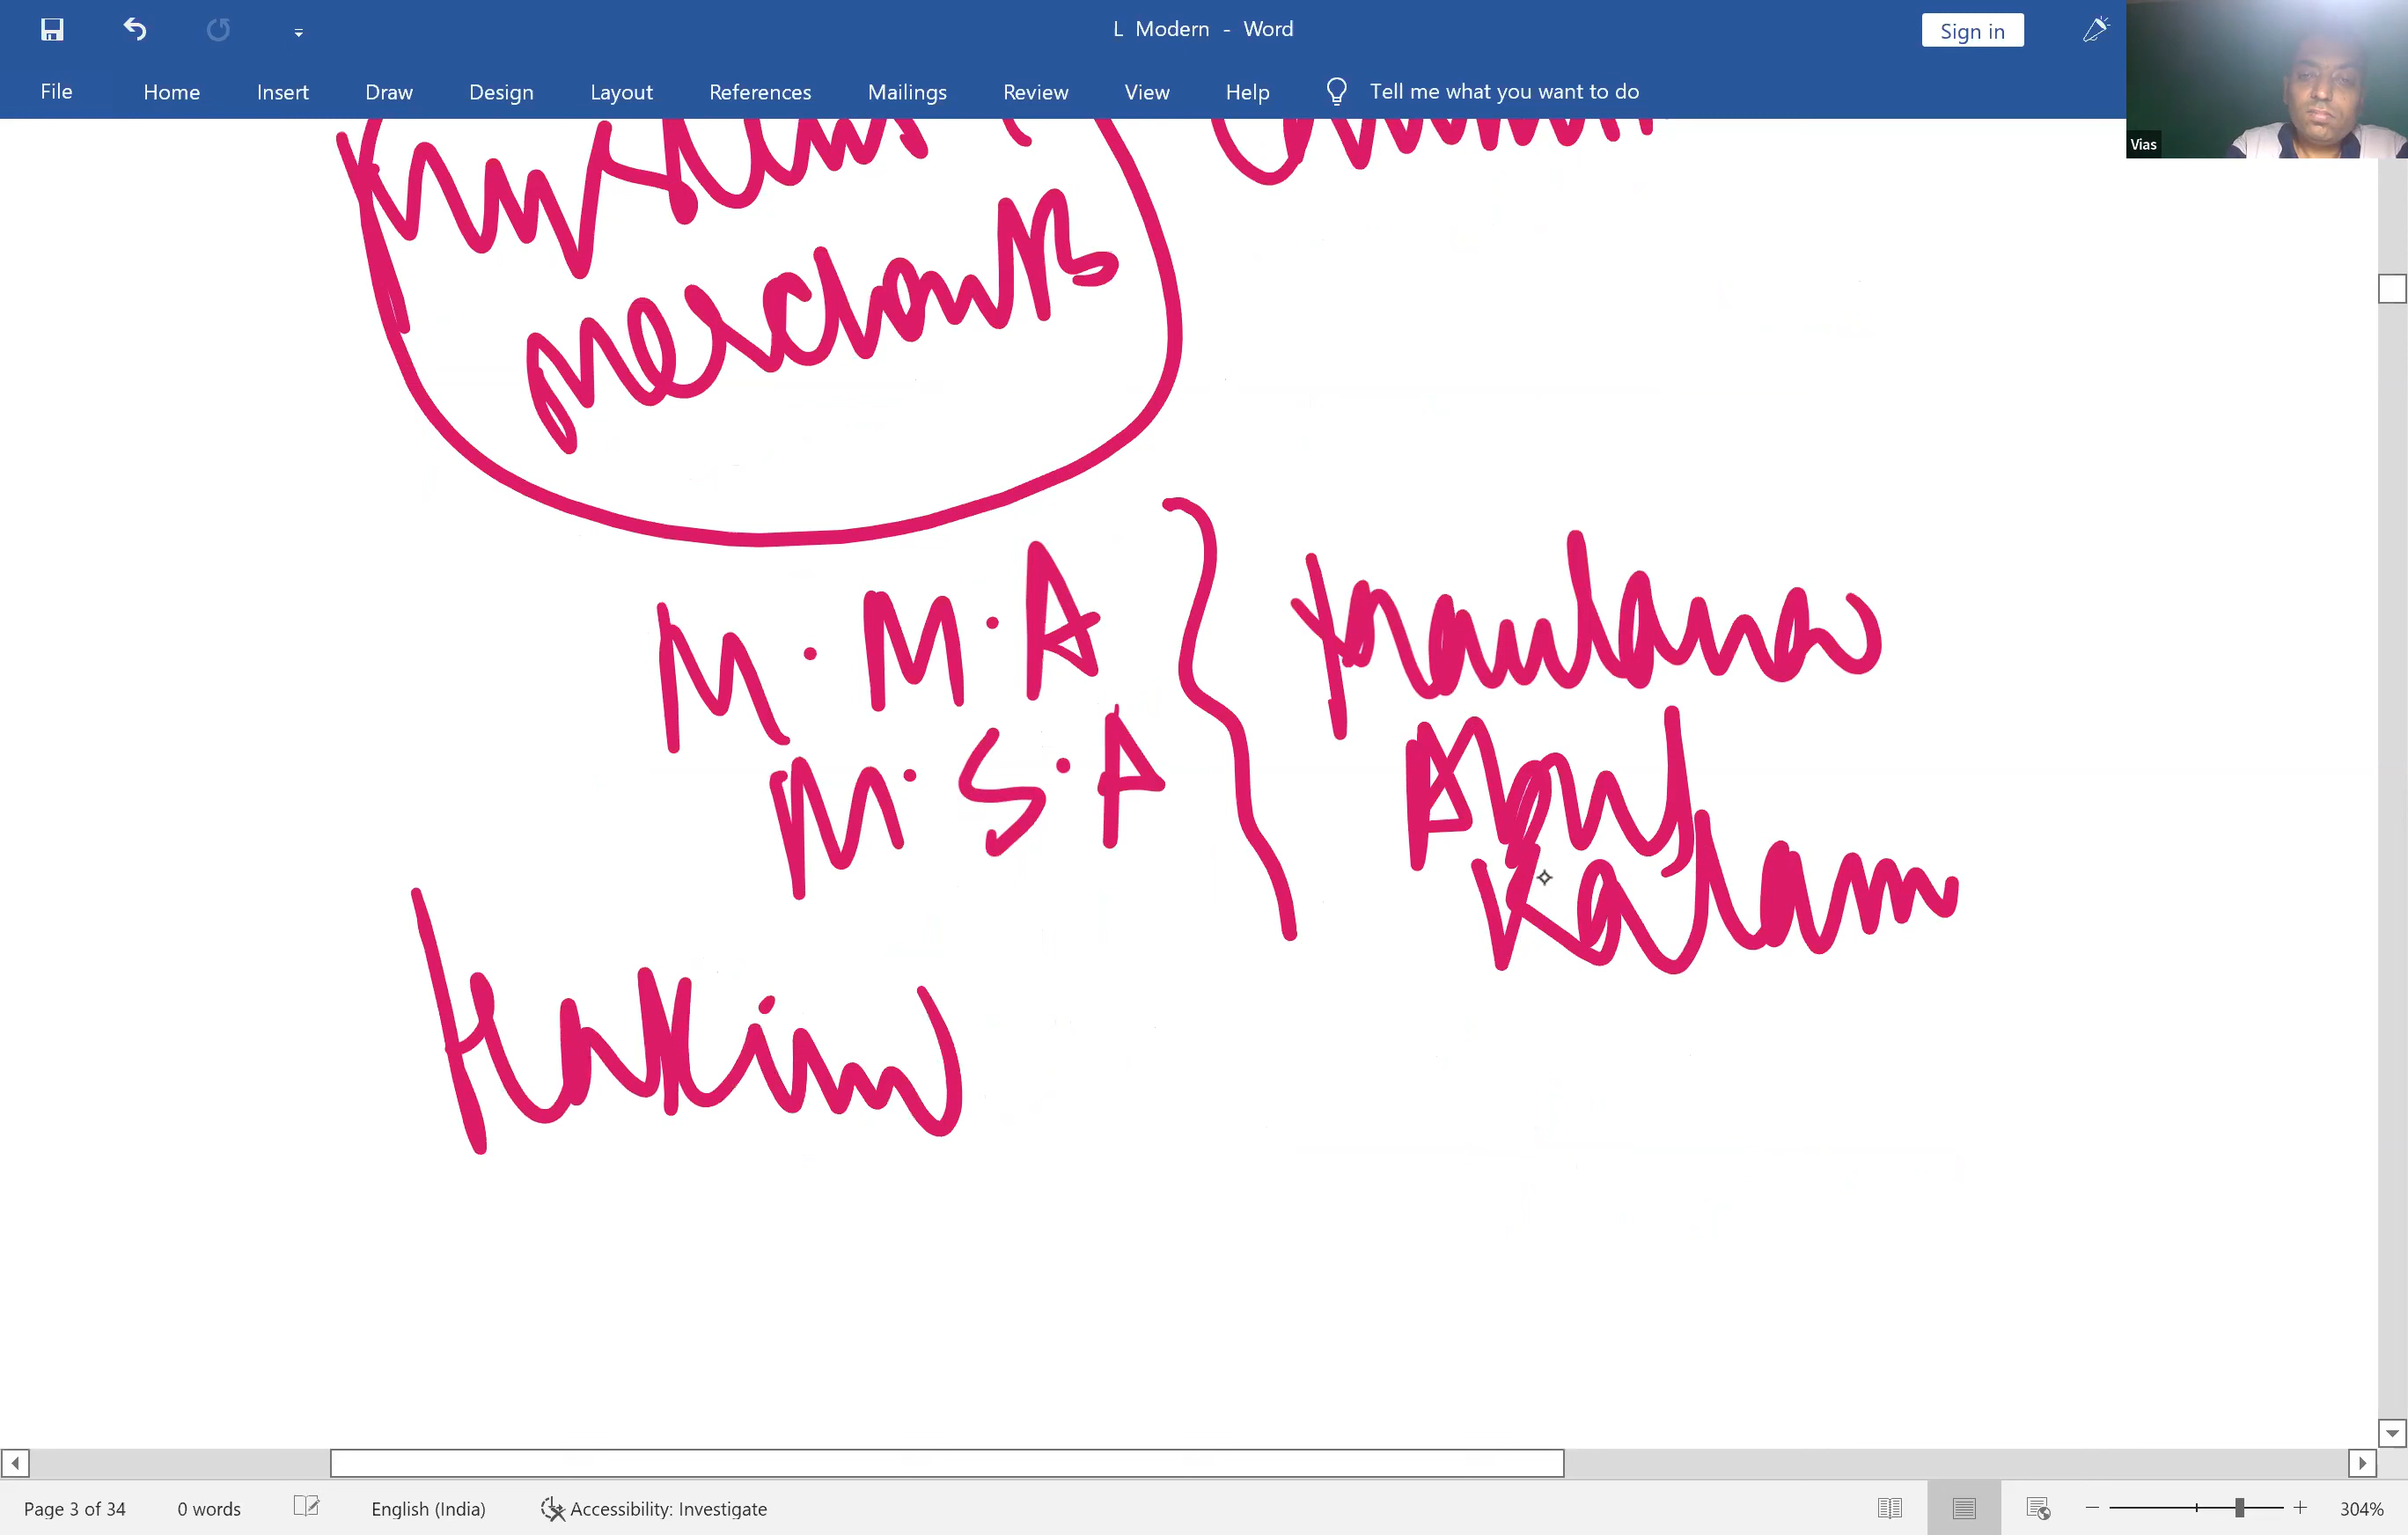 L Modern - Word
Sign in
File Home Insert Draw Design Layout References Mailings Review View Help Tell me what you want to do
Vias
Muslim
merchants
M.M.A
M.S.A
Maulana
Abul
Kalam
Hakim
Page 3 of 34 0 words English (India) Accessibility: Investigate 304%